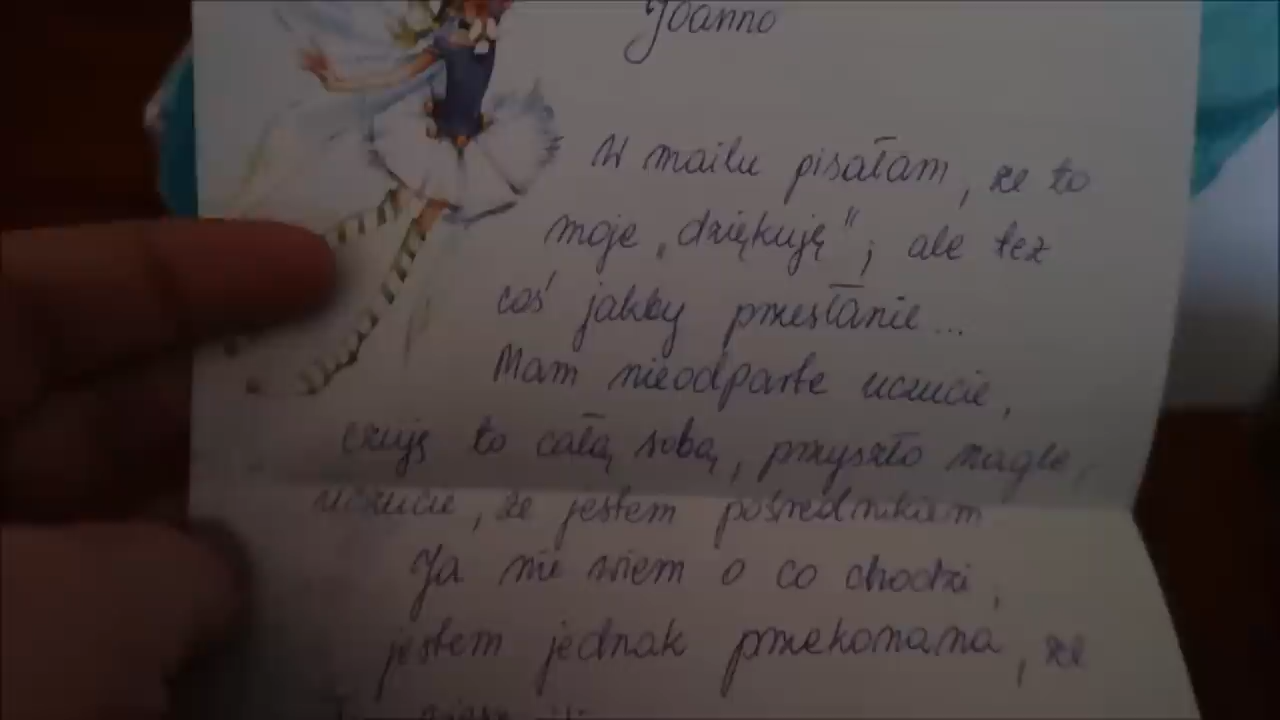 Joanno
W mailu pisałam, że to
moje „dziękuję”, ale też
coś jakby przesłanie...
Mam nieodparte uczucie,
czuję to całą sobą, przyszło nagle,
uczucie, że jestem pośrednikiem
Ja nie wiem o co chodzi,
jestem jednak przekonana, że